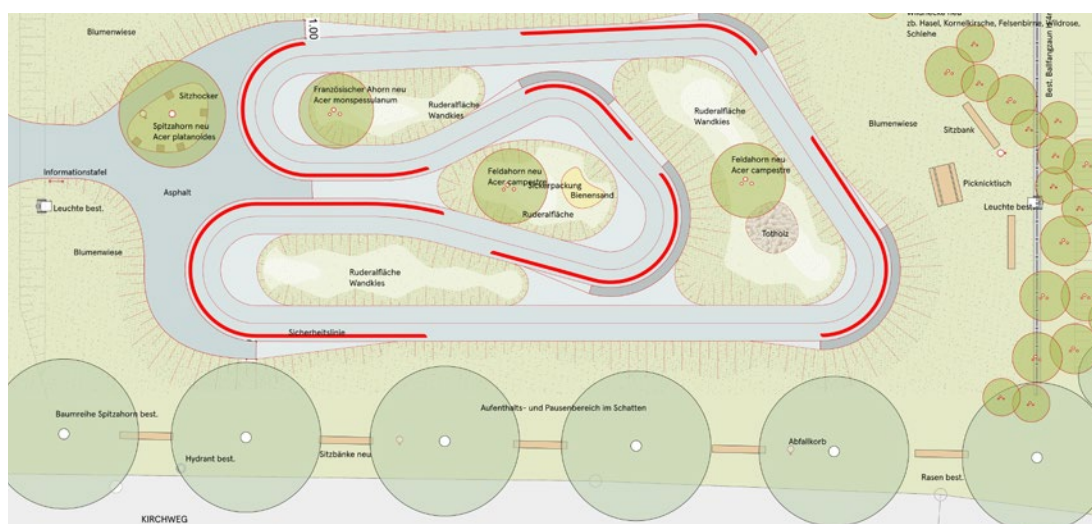 Blumenwiese
1.00
zb. Hasel, Kornelkirsche, Felsenbirne, Wildrose,
Schlehe
Best. Ballfangzaun
Sitzhocker
Spitzahorn neu
Acer platanoides
Französischer Ahorn neu
Acer monspessulanum
Ruderalfläche
Wandkies
Ruderalfläche
Wandkies
Blumenwiese
Sitzbank
Informationstafel
Asphalt
Leuchte best.
Feldahorn neu
Acer campestre
Sickerpackung
Bienensand
Ruderalfläche
Feldahorn neu
Acer campestre
Picknicktisch
Leuchte best.
Totholz
Blumenwiese
Ruderalfläche
Wandkies
Sicherheitslinie
Baumreihe Spitzahorn best.
Aufenthalts- und Pausenbereich im Schatten
Hydrant best.
Sitzbänke neu
Abfallkorb
Rasen best.
KIRCHWEG